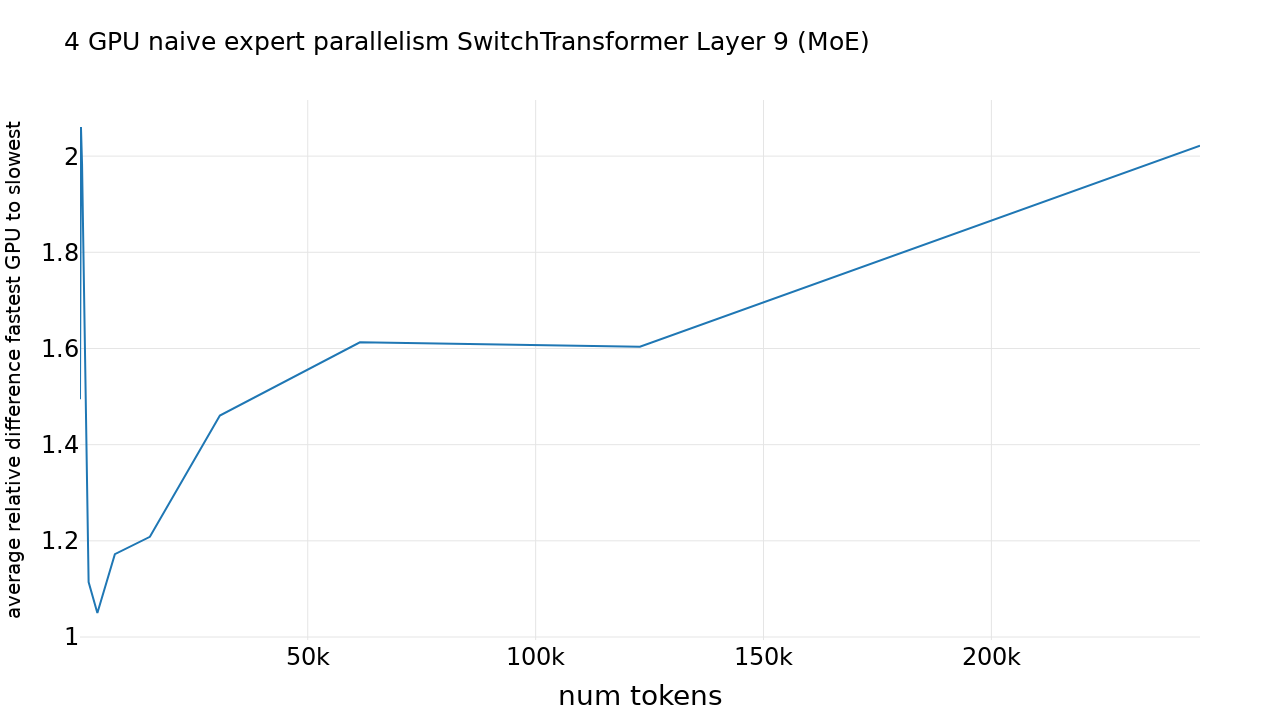 4 GPU naive expert parallelism SwitchTransformer Layer 9 (MoE)
average relative difference fastest GPU to slowest
2
1.8
1.6
1.4
1.2
1
50k
100k
150k
200k
num tokens